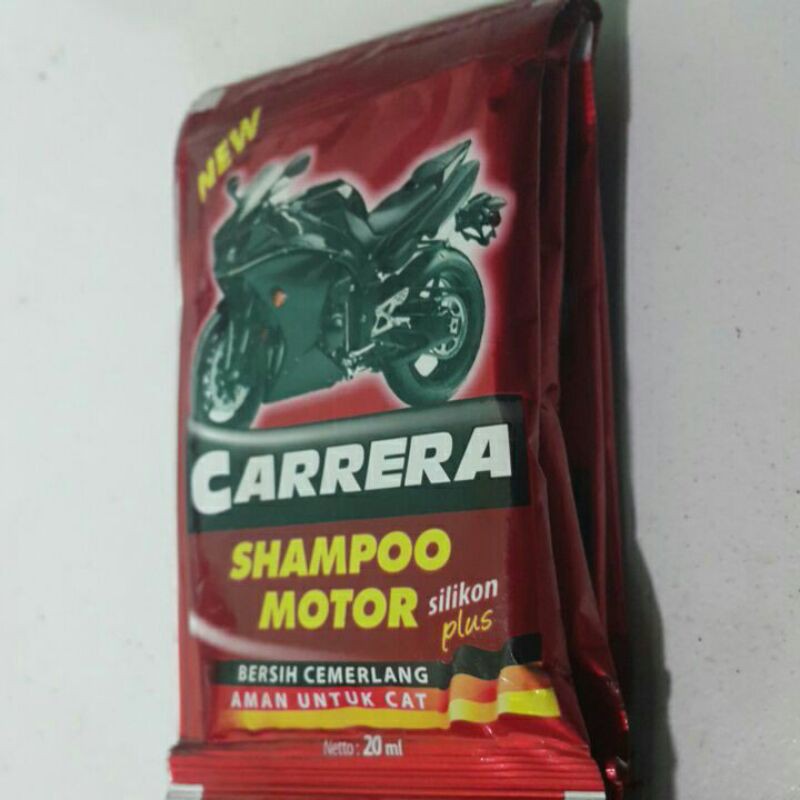 NEW
CARRERA
SHAMPOO
MOTOR silikon
plus
BERSIH CEMERLANG
AMAN UNTUK CAT
Netto : 20 ml